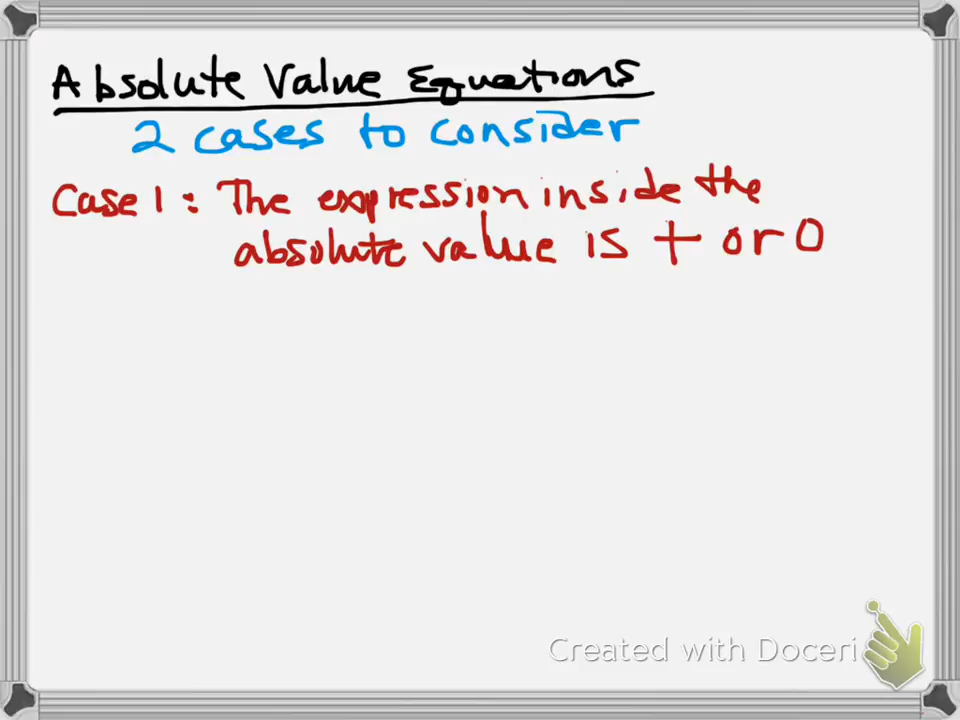 Absolute Value Equations
2 cases to consider
Case 1: The expression inside the
absolute value is + or 0
Created with Doceri